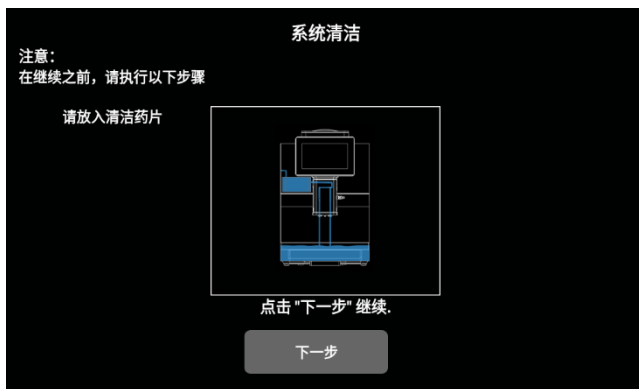 系统清洁
注意：
在继续之前，请执行以下步骤
请放入清洁药片
点击 "下一步" 继续.
下一步